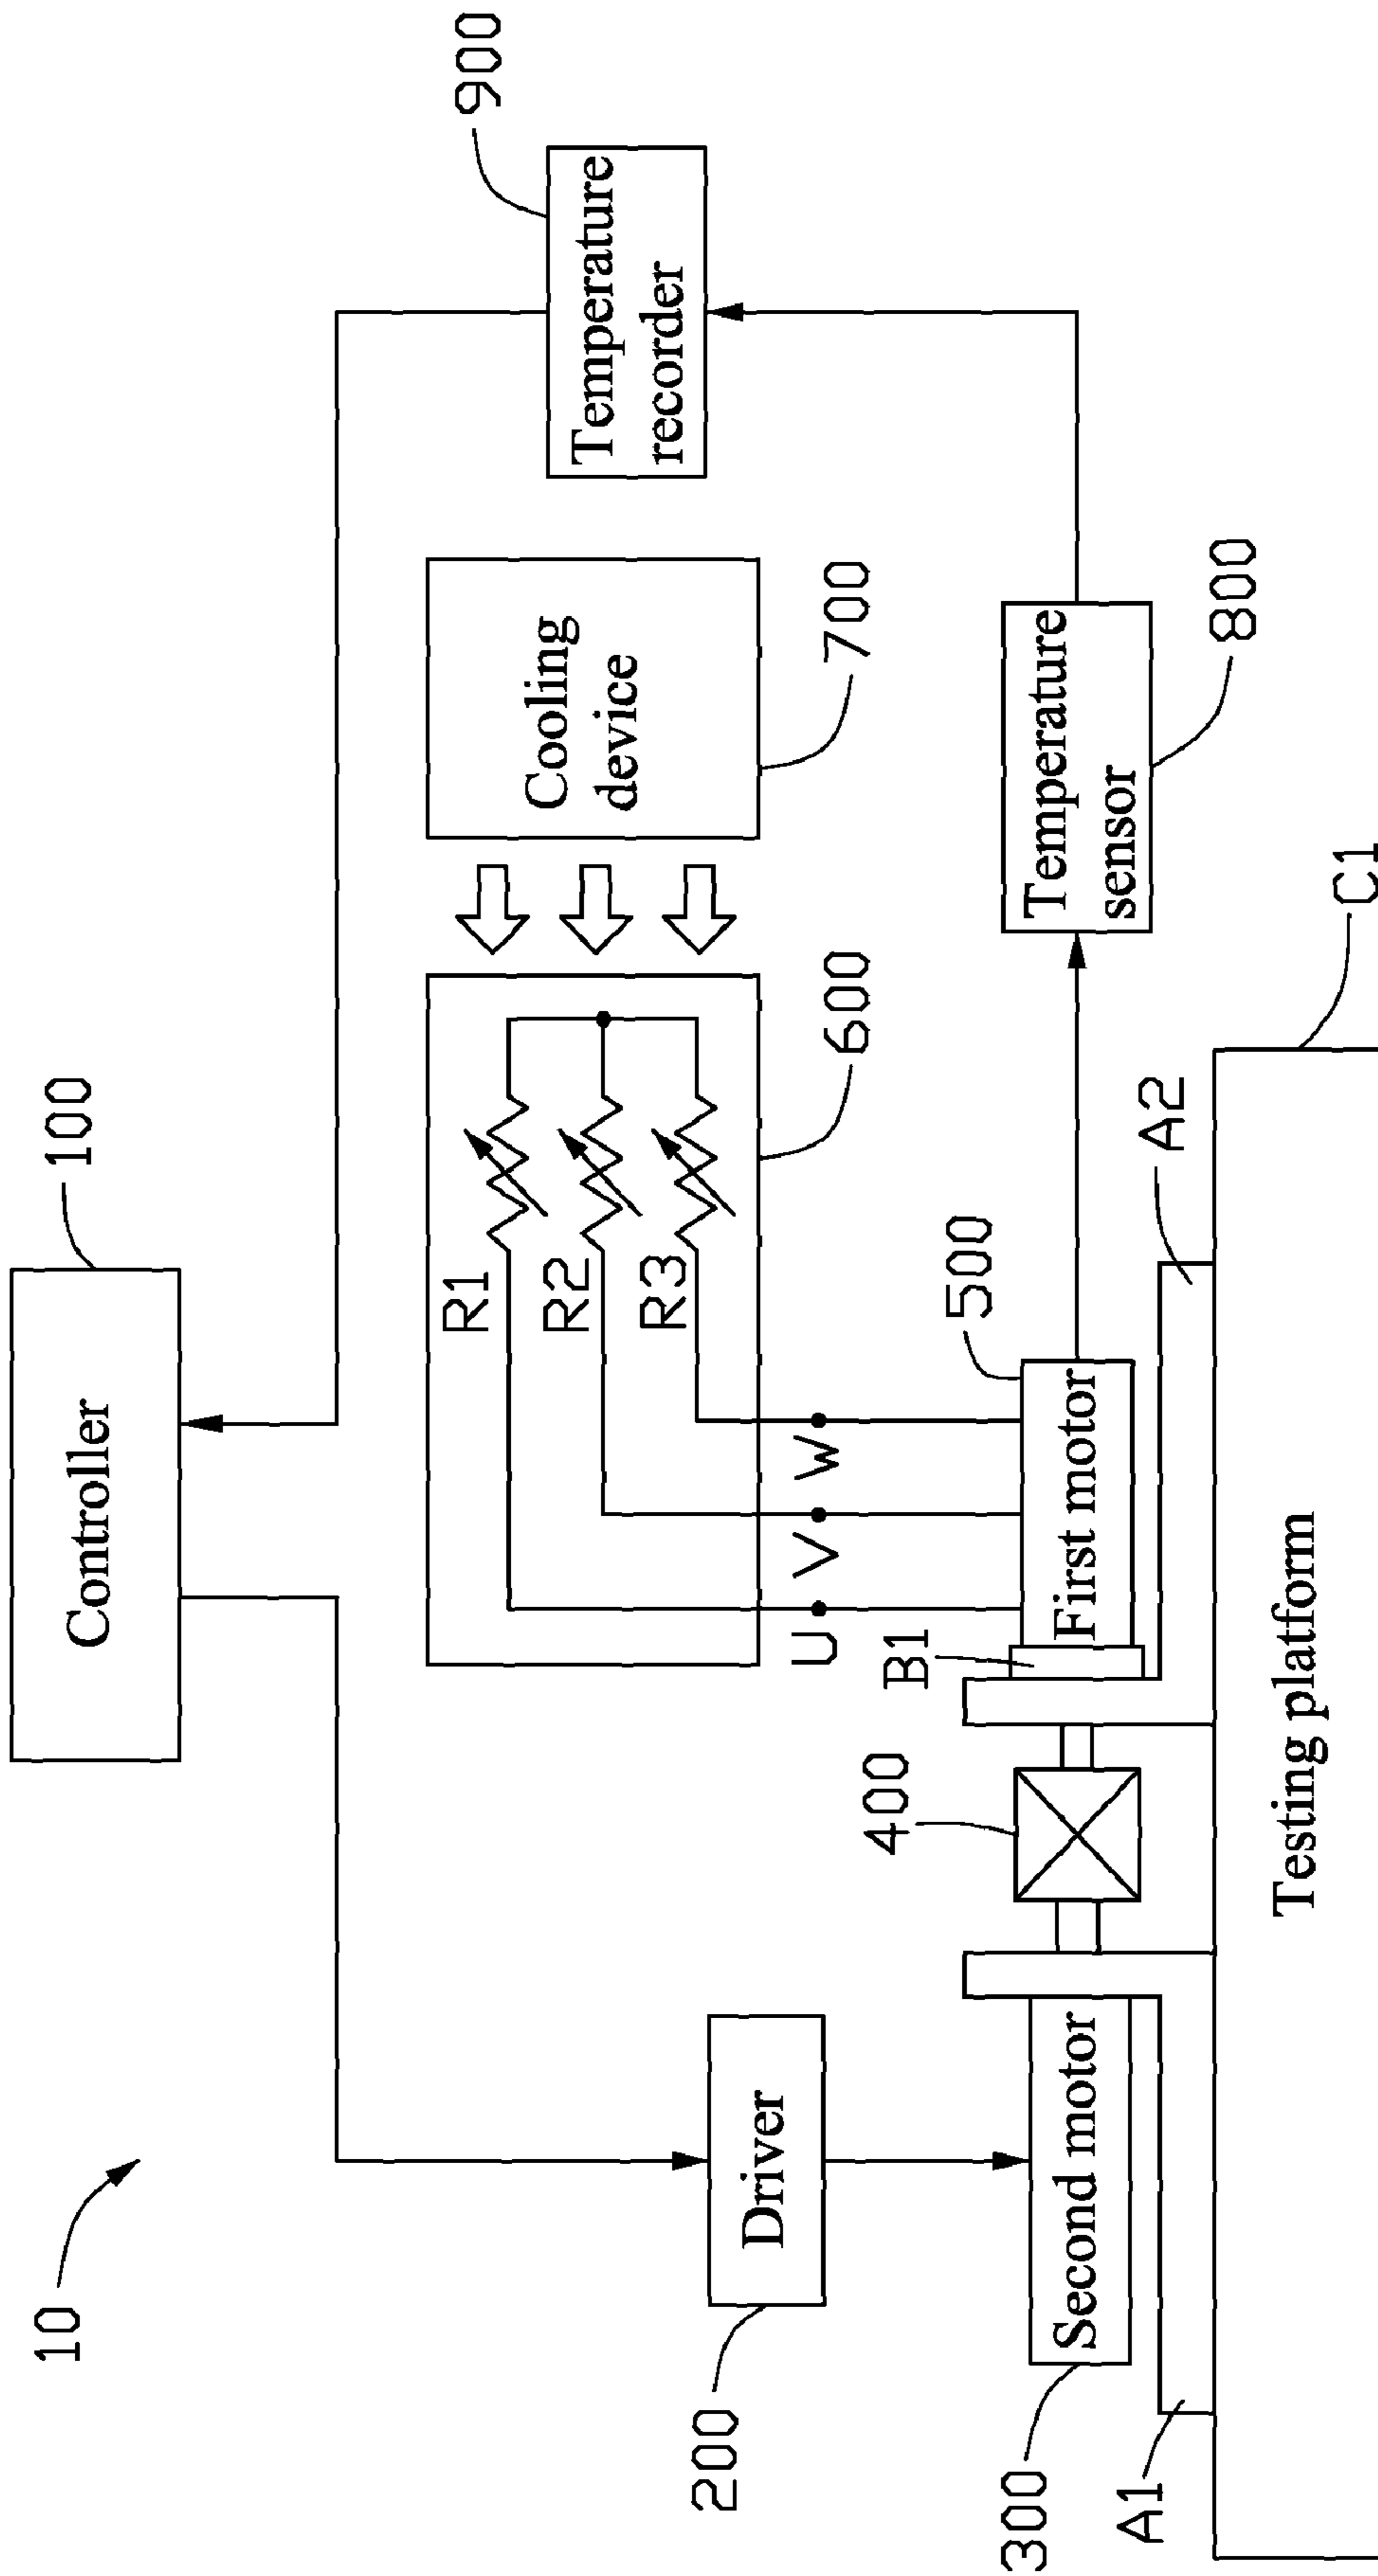 10
Controller
100
900
Temperature
recorder
Cooling
device
700
R1
R2
R3
600
Driver
200
U
V
W
B1
400
500
Second motor
300
First motor
Temperature
sensor
800
A1
A2
C1
Testing platform